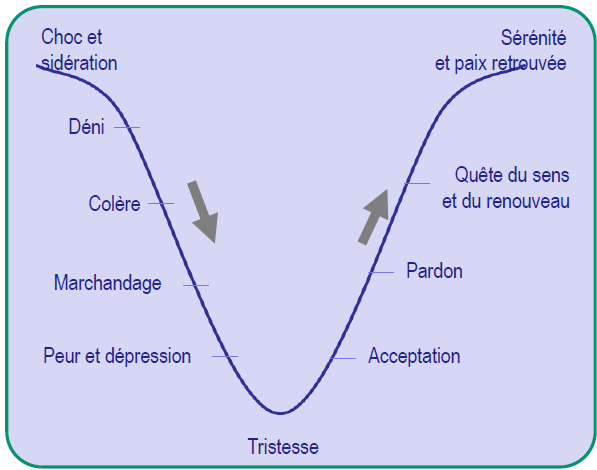 Choc et
sidération
Déni
Colère
Marchandage
Peur et dépression
Tristesse
Acceptation
Pardon
Quête du sens
et du renouveau
Sérénité
et paix retrouvée